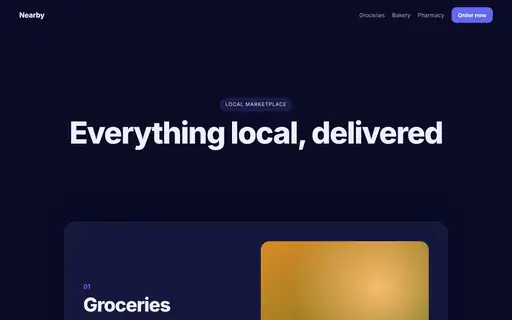 Nearby
Groceries
Bakery
Pharmacy
Order now
LOCAL MARKETPLACE
Everything local, delivered
01
Groceries